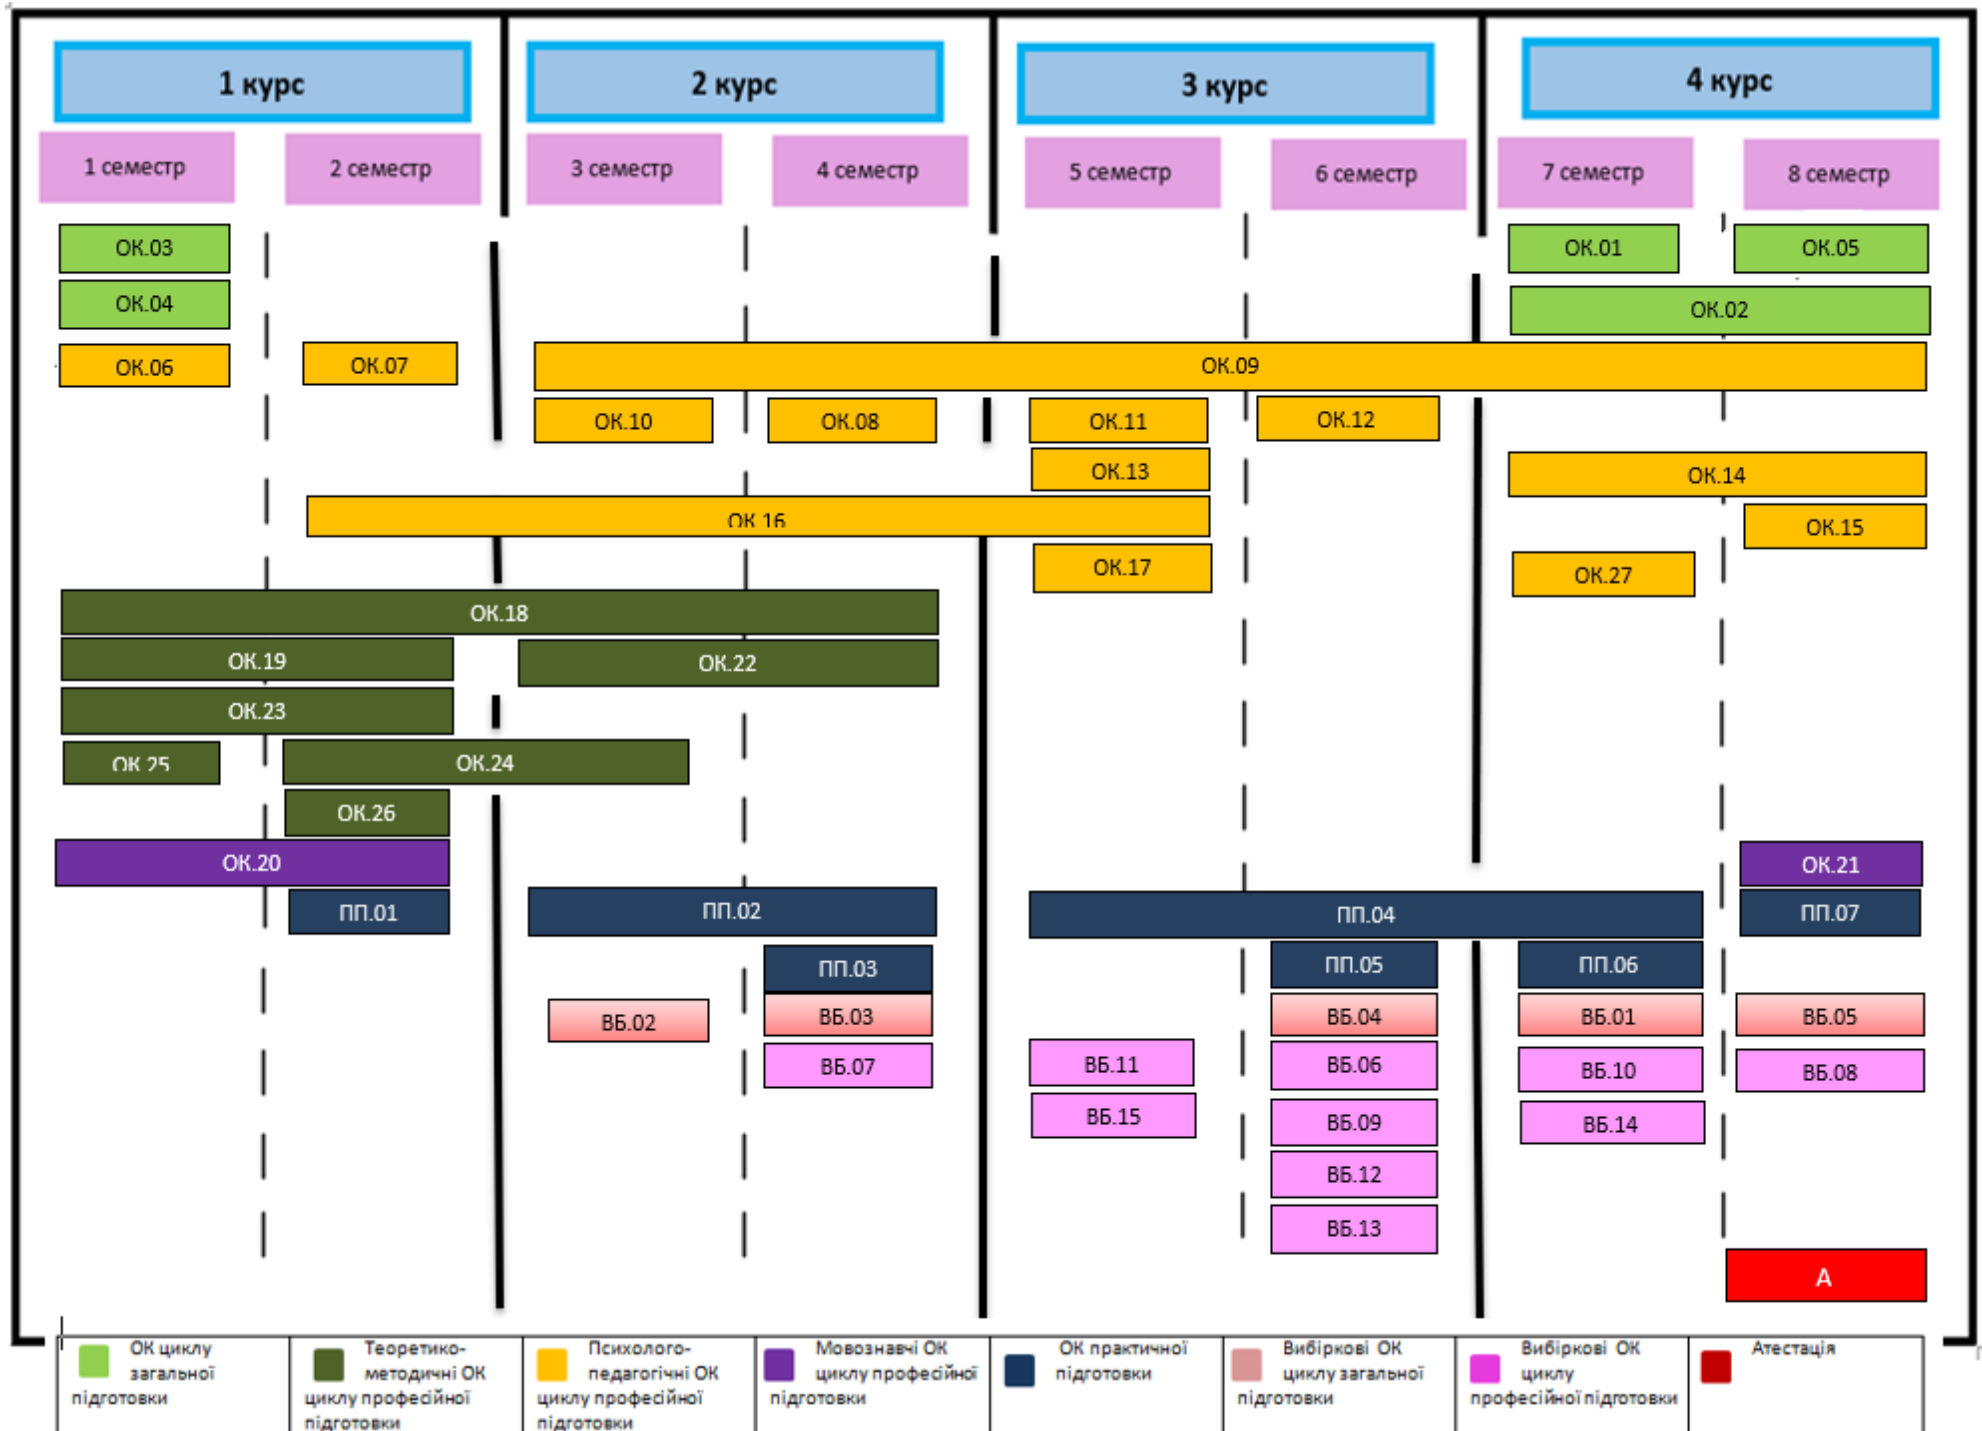 1 курс
2 курс
3 курс
4 курс
1 семестр
2 семестр
3 семестр
4 семестр
5 семестр
6 семестр
7 семестр
8 семестр
ОК.03
ОК.01
ОК.05
ОК.04
ОК.02
ОК.06
ОК.07
ОК.09
ОК.10
ОК.08
ОК.11
ОК.12
ОК.13
ОК.14
ОК.16
ОК.15
ОК.17
ОК.27
ОК.18
ОК.19
ОК.22
ОК.23
ОК.25
ОК.24
ОК.26
ОК.20
ОК.21
ПП.01
ПП.02
ПП.04
ПП.07
ПП.03
ПП.05
ПП.06
ВБ.02
ВБ.03
ВБ.04
ВБ.01
ВБ.05
ВБ.07
ВБ.11
ВБ.06
ВБ.10
ВБ.08
ВБ.15
ВБ.09
ВБ.14
ВБ.12
ВБ.13
А
ОК циклу
загальної
підготовки
Теоретико-
методичні ОК
циклу професійної
підготовки
Психолого-
педагогічні ОК
циклу професійної
підготовки
Мовознавчі ОК
циклу професійної
підготовки
ОК практичної
підготовки
Вибіркові ОК
циклу загальної
підготовки
Вибіркові ОК
циклу
професійної підготовки
Атестація